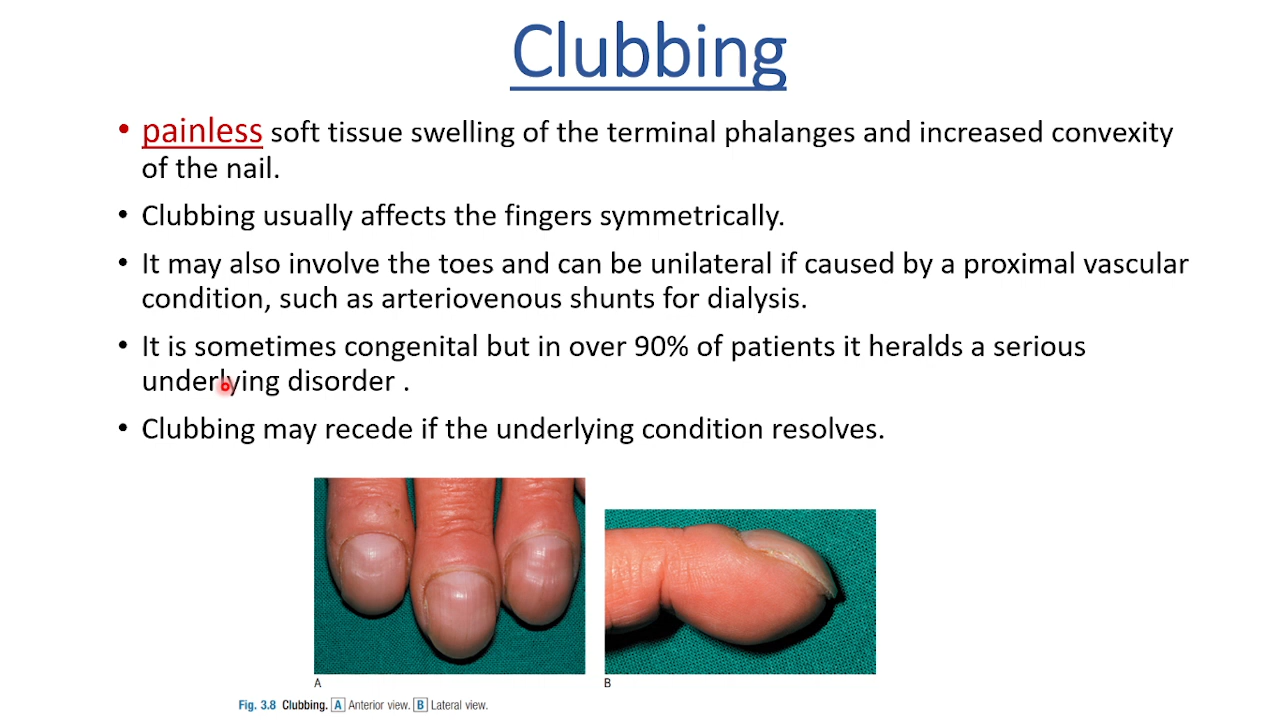 Clubbing
• painless soft tissue swelling of the terminal phalanges and increased convexity
of the nail.
• Clubbing usually affects the fingers symmetrically.
• It may also involve the toes and can be unilateral if caused by a proximal vascular
condition, such as arteriovenous shunts for dialysis.
• It is sometimes congenital but in over 90% of patients it heralds a serious
underlying disorder .
• Clubbing may recede if the underlying condition resolves.
A
B
Fig. 3.8 Clubbing. A Anterior view. B Lateral view.